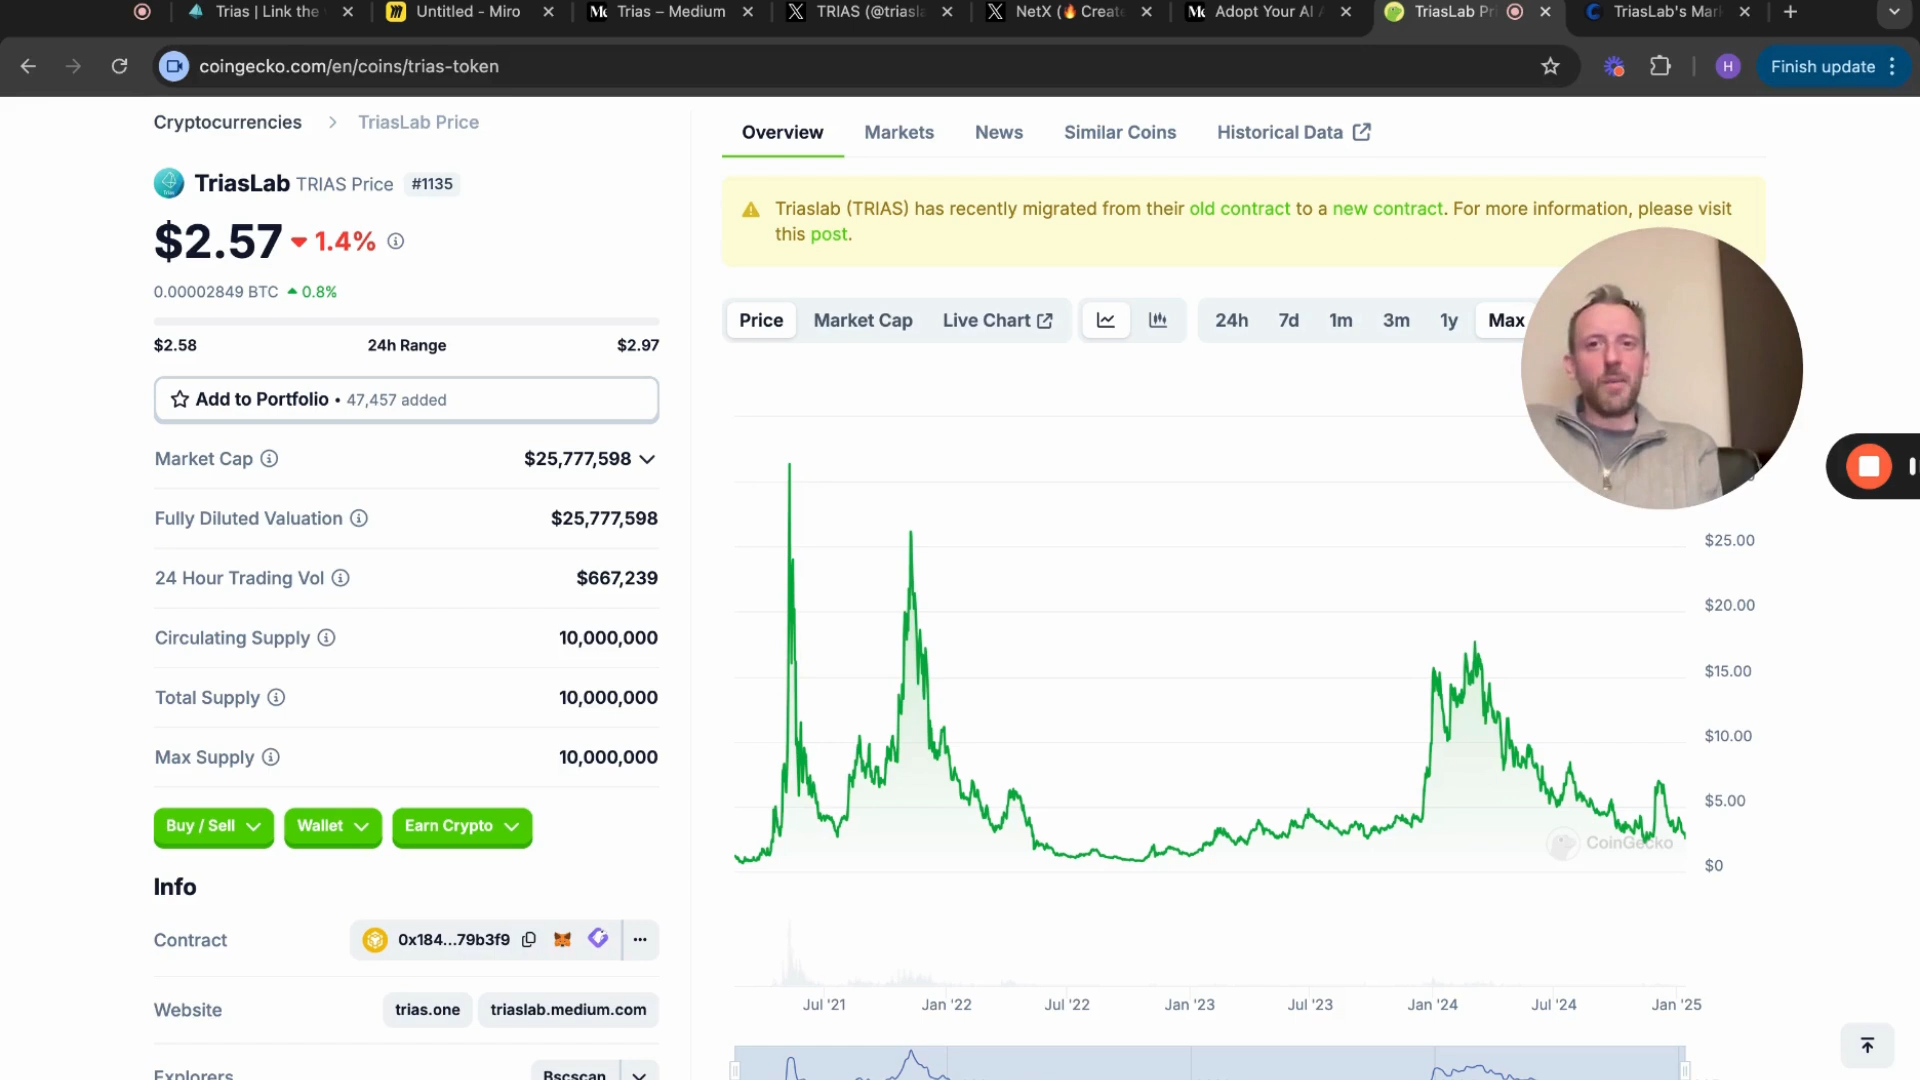 Trias | Link the
Untitled - Miro
Trias – Medium
TRIAS (@triasla
NetX (🔥 Create
Adopt Your AI A
TriasLab Pri
TriasLab's Mark
coingecko.com/en/coins/trias-token
H
Finish update
Cryptocurrencies > TriasLab Price
TriasLab TRIAS Price #1135
$2.57 1.4%
0.00002849 BTC 0.8%
$2.58 24h Range $2.97
Add to Portfolio • 47,457 added
Market Cap $25,777,598
Fully Diluted Valuation $25,777,598
24 Hour Trading Vol $667,239
Circulating Supply 10,000,000
Total Supply 10,000,000
Max Supply 10,000,000
Buy / Sell Wallet Earn Crypto
Info
Contract 0x184...79b3f9
Website trias.one triaslab.medium.com
Explorers Bscscan
Overview Markets News Similar Coins Historical Data
Triaslab (TRIAS) has recently migrated from their old contract to a new contract. For more information, please visit
this post.
Price Market Cap Live Chart 24h 7d 1m 3m 1y Max
$25.00
$20.00
$15.00
$10.00
$5.00
$0
CoinGecko
Jul '21 Jan '22 Jul '22 Jan '23 Jul '23 Jan '24 Jul '24 Jan '25